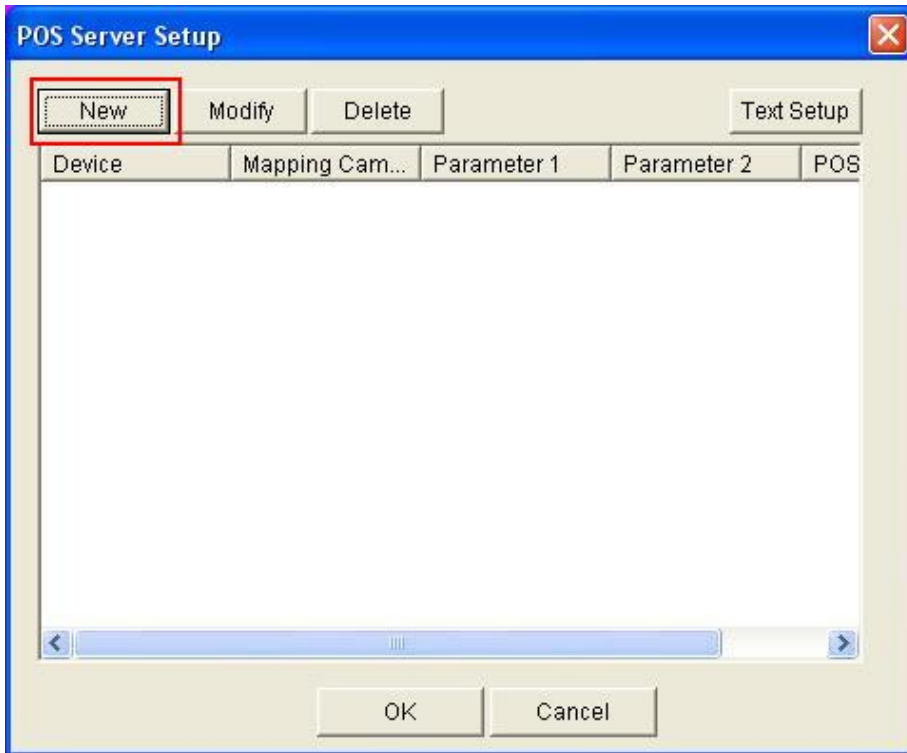 POS Server Setup
New Modify Delete Text Setup
Device Mapping Cam... Parameter 1 Parameter 2 POS
OK Cancel